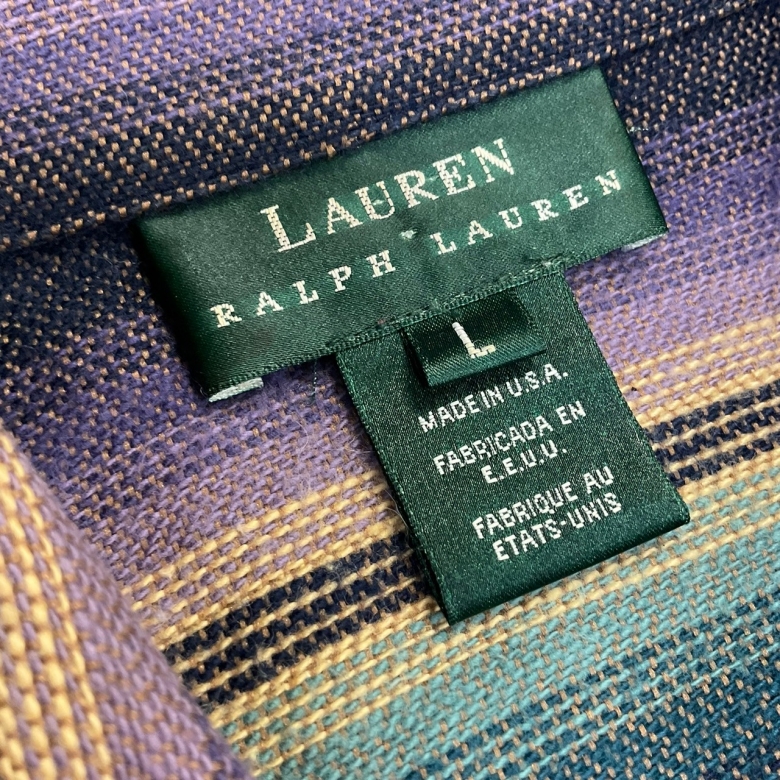 LAUREN
RALPH LAUREN
L
MADE IN U.S.A.
FABRICADA EN
E.E.U.U.
FABRIQUE AU
ETATS-UNIS